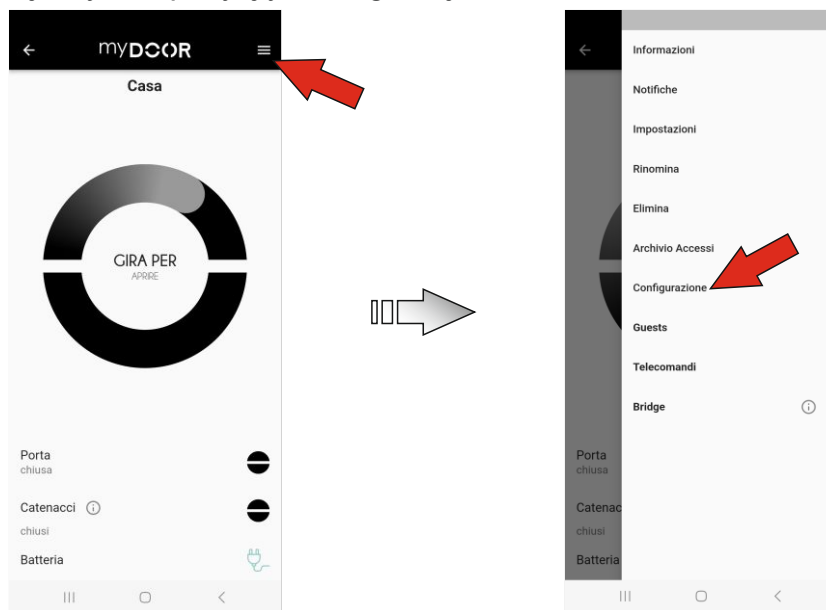 myDOOR
Casa
GIRA PER
APRIRE
Porta
chiusa
Catenacci
chiusi
Batteria
Informazioni
Notifiche
Impostazioni
Rinomina
Elimina
Archivio Accessi
Configurazione
Guests
Telecomandi
Bridge
Porta
chiusa
Catenac
chiusi
Batteria